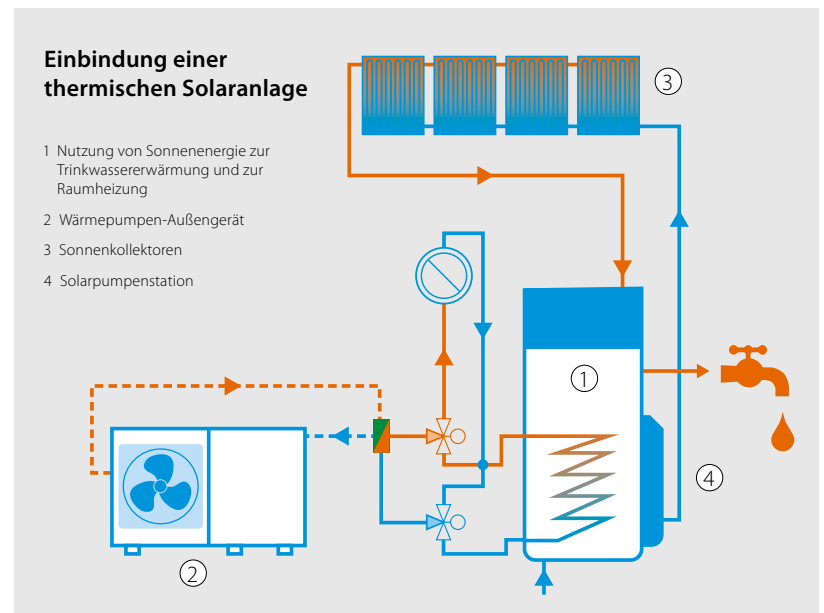 Einbindung einer
thermischen Solaranlage
1 Nutzung von Sonnenenergie zur
Trinkwassererwärmung und zur
Raumheizung
2 Wärmepumpen-Außengerät
3 Sonnenkollektoren
4 Solarpumpenstation
3
1
4
2